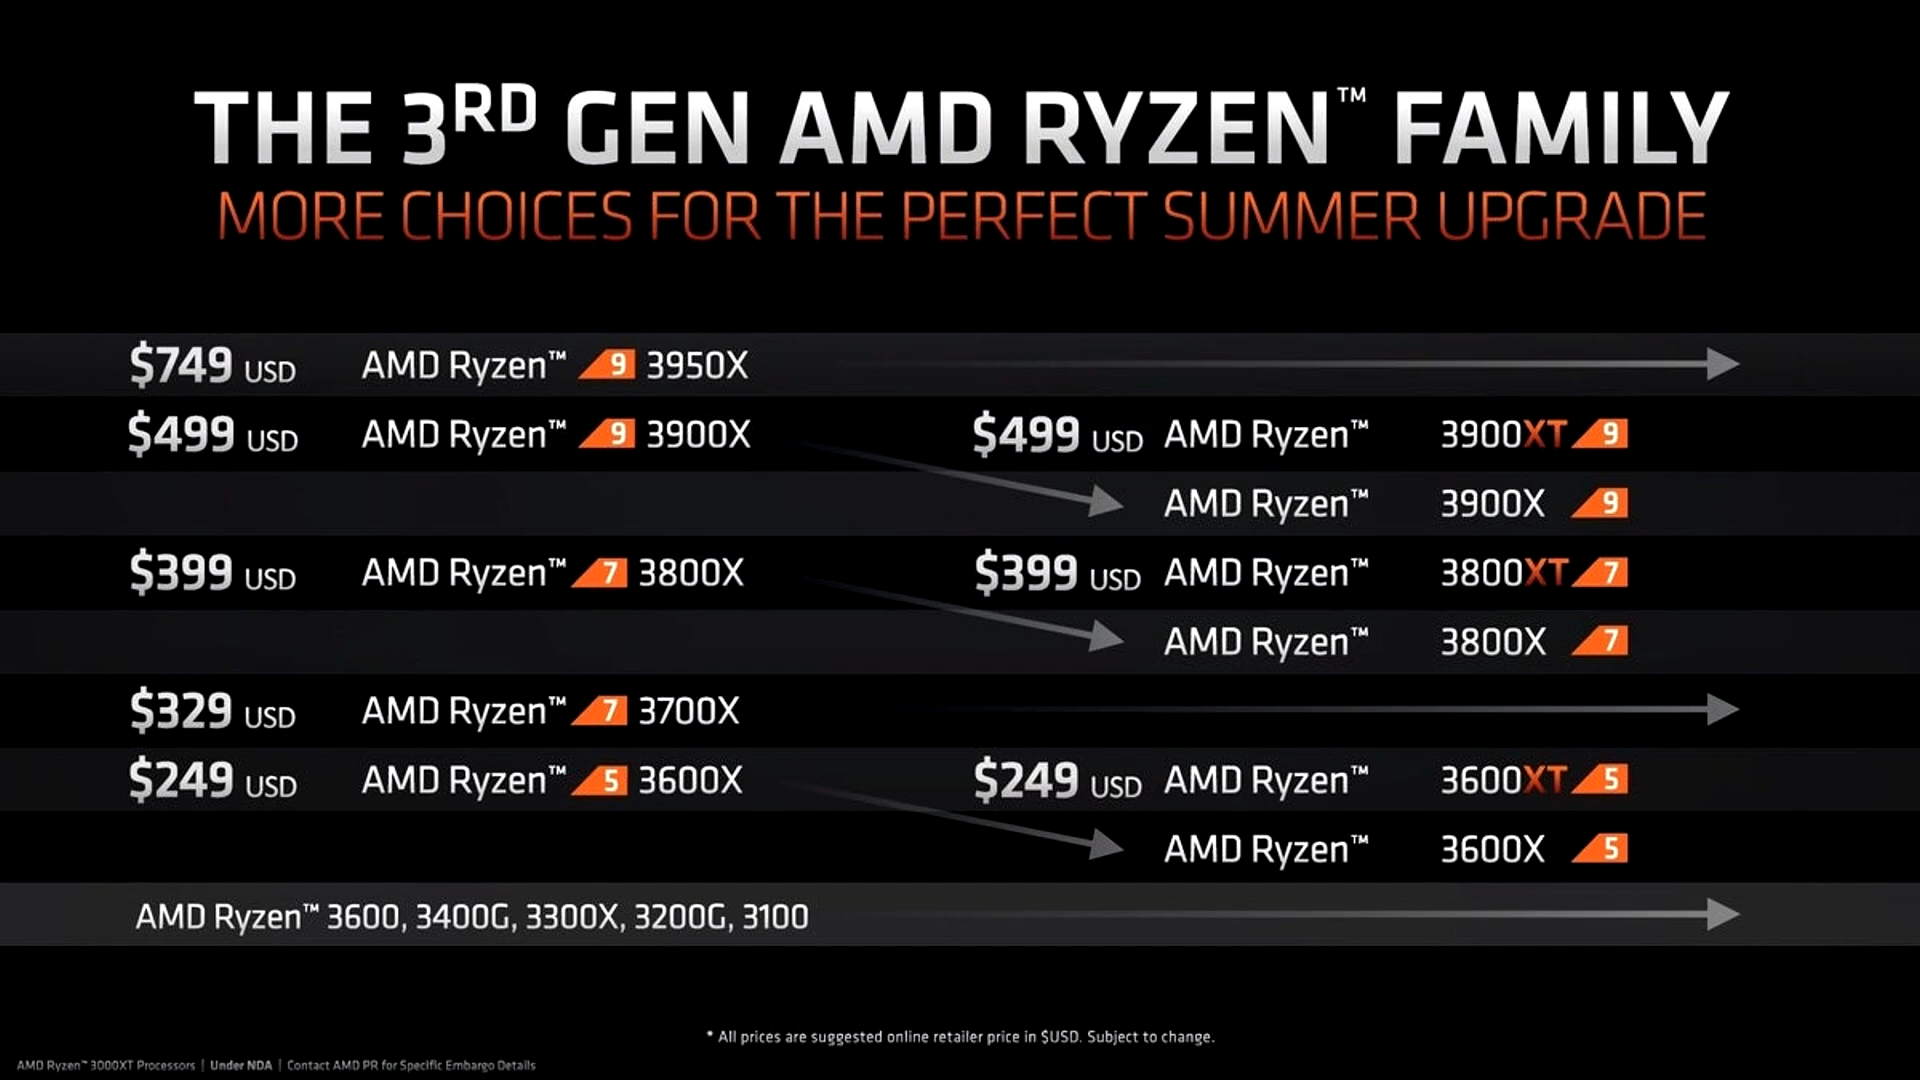 THE 3RD GEN AMD RYZEN™ FAMILY
MORE CHOICES FOR THE PERFECT SUMMER UPGRADE
$749 USD AMD Ryzen™ 9 3950X
$499 USD AMD Ryzen™ 9 3900X $499 USD AMD Ryzen™ 3900XT 9
AMD Ryzen™ 3900X 9
$399 USD AMD Ryzen™ 7 3800X $399 USD AMD Ryzen™ 3800XT 7
AMD Ryzen™ 3800X 7
$329 USD AMD Ryzen™ 7 3700X
$249 USD AMD Ryzen™ 5 3600X $249 USD AMD Ryzen™ 3600XT 5
AMD Ryzen™ 3600X 5
AMD Ryzen™ 3600, 3400G, 3300X, 3200G, 3100
* All prices are suggested online retailer price in $USD. Subject to change.
AMD Ryzen™ 3000XT Processors | Under NDA | Contact AMD PR for Specific Embargo Details